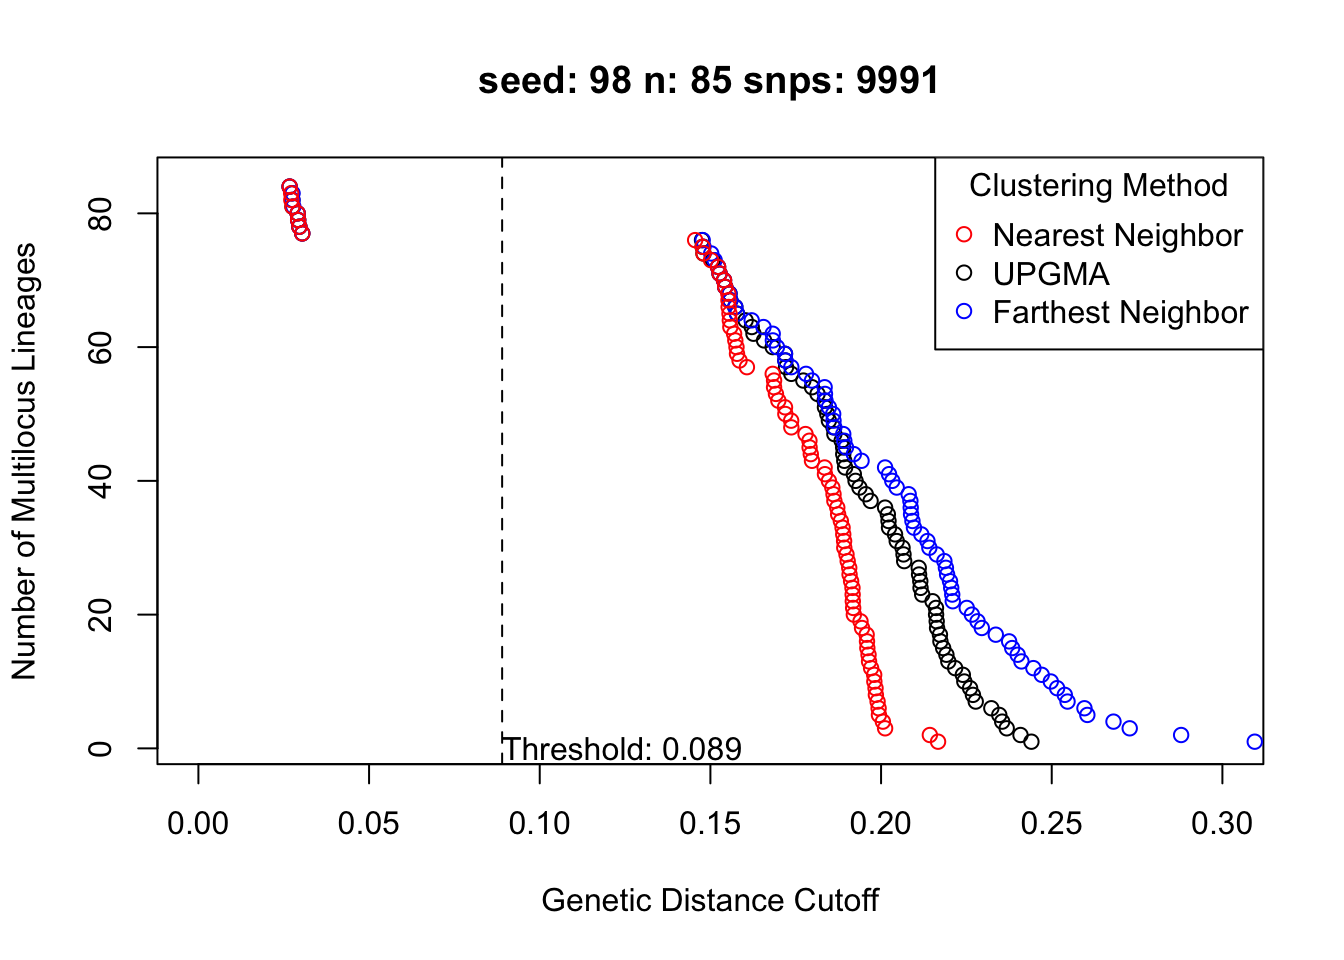 seed: 98 n: 85 snps: 9991
Clustering Method
Nearest Neighbor
UPGMA
Farthest Neighbor
Number of Multilocus Lineages
80
60
40
20
0
Threshold: 0.089
0.00 0.05 0.10 0.15 0.20 0.25 0.30
Genetic Distance Cutoff